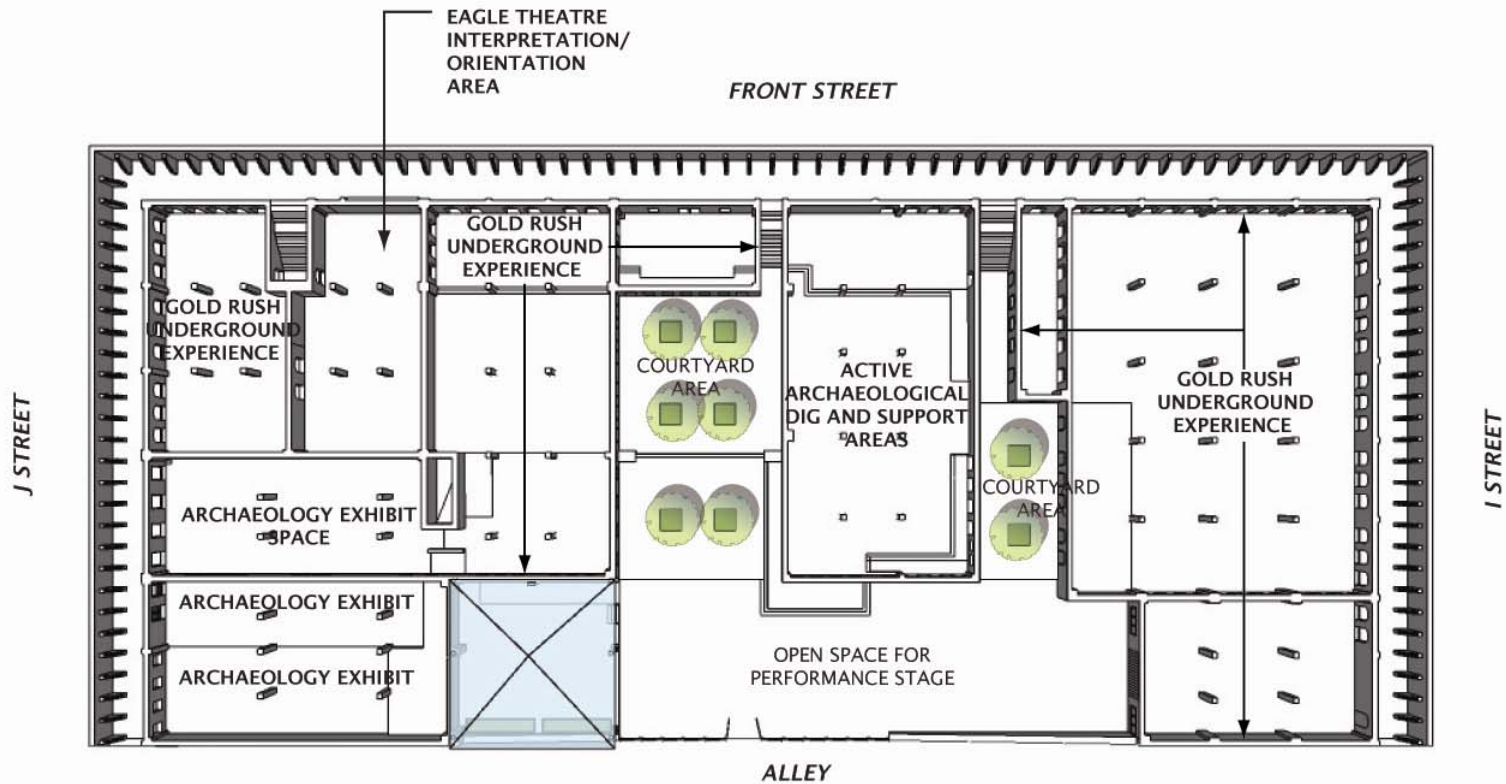 EAGLE THEATRE
INTERPRETATION/
ORIENTATION
AREA
FRONT STREET
GOLD RUSH
UNDERGROUND
EXPERIENCE
GOLD RUSH
UNDERGROUND
EXPERIENCE
COURTYARD
AREA
ACTIVE
ARCHAEOLOGICAL
DIG AND SUPPORT
AREAS
GOLD RUSH
UNDERGROUND
EXPERIENCE
J STREET
I STREET
COURTYARD
AREA
ARCHAEOLOGY EXHIBIT
SPACE
ARCHAEOLOGY EXHIBIT
ARCHAEOLOGY EXHIBIT
OPEN SPACE FOR
PERFORMANCE STAGE
ALLEY